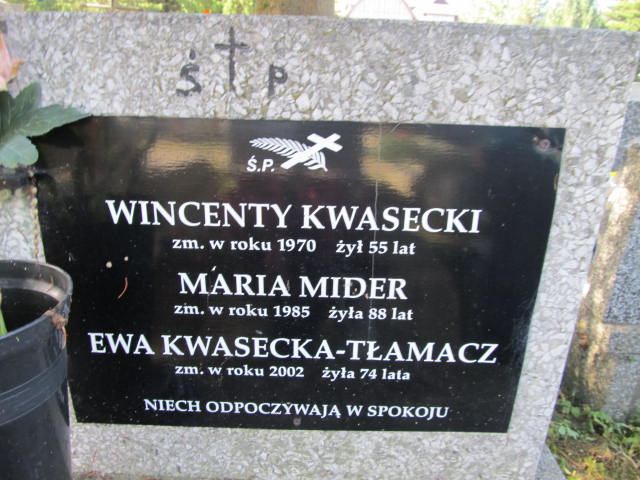 Ś P
Ś.P.
WINCENTY KWASECKI
zm. w roku 1970 żył 55 lat
MARIA MIDER
zm. w roku 1985 żyła 88 lat
EWA KWASECKA-TŁAMACZ
zm. w roku 2002 żyła 74 lata
NIECH ODPOCZYWAJĄ W SPOKOJU